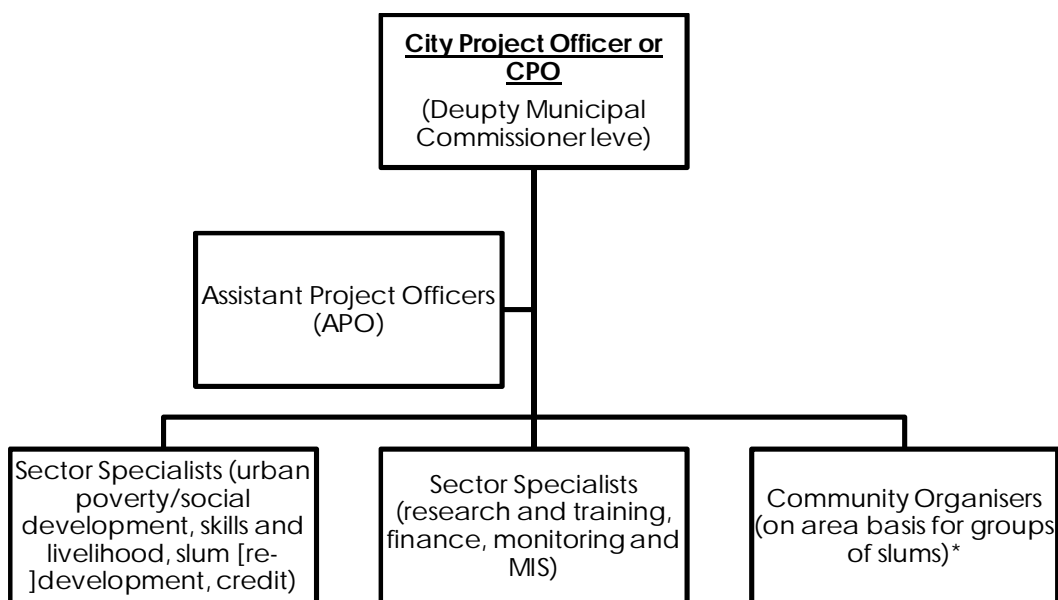 City Project Officer or
CPO
(Deupty Municipal
Commissioner leve)
Assistant Project Officers
(APO)
Sector Specialists (urban
poverty/social
development, skills and
livelihood, slum [re-
]development, credit)
Sector Specialists
(research and training,
finance, monitoring and
MIS)
Community Organisers
(on area basis for groups
of slums)*